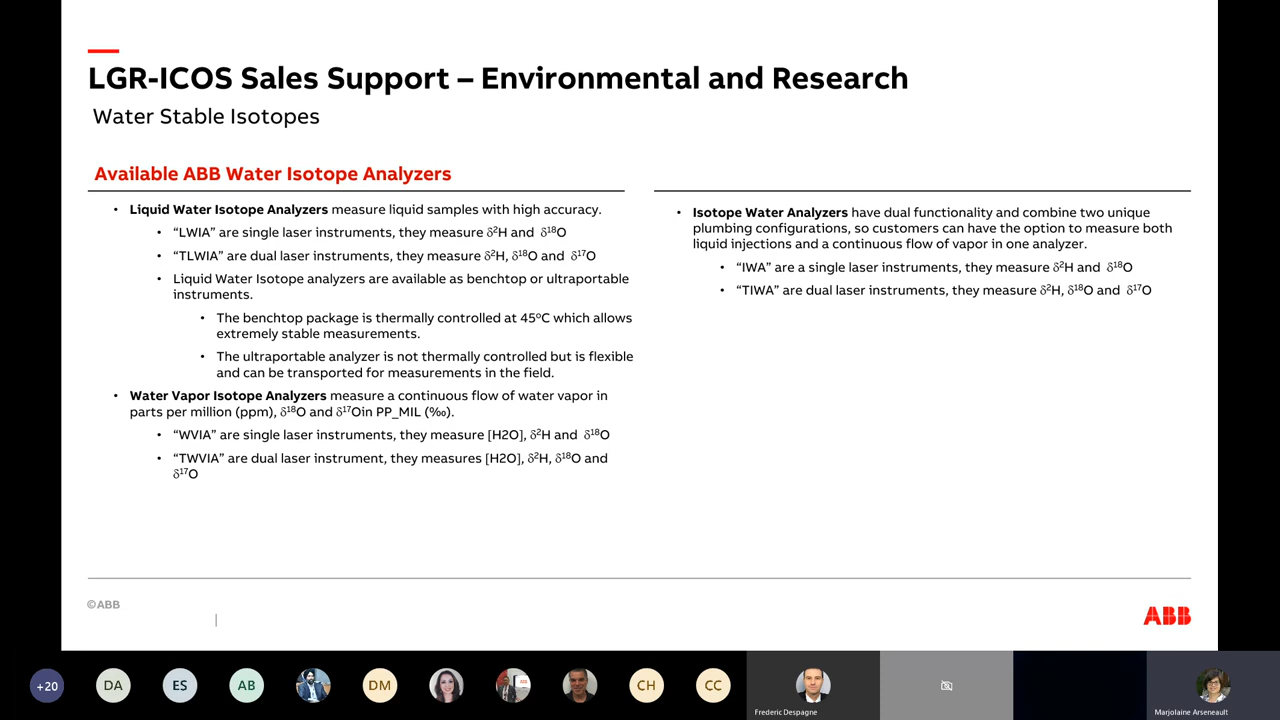 LGR-ICOS Sales Support – Environmental and Research
Water Stable Isotopes
Available ABB Water Isotope Analyzers
• Liquid Water Isotope Analyzers measure liquid samples with high accuracy.
• “LWIA” are single laser instruments, they measure δ²H and δ¹⁸O
• “TLWIA” are dual laser instruments, they measure δ²H, δ¹⁸O and δ¹⁷O
• Liquid Water Isotope analyzers are available as benchtop or ultraportable
instruments.
• The benchtop package is thermally controlled at 45ºC which allows
extremely stable measurements.
• The ultraportable analyzer is not thermally controlled but is flexible
and can be transported for measurements in the field.
• Water Vapor Isotope Analyzers measure a continuous flow of water vapor in
parts per million (ppm), δ¹⁸O and δ¹⁷Oin PP_MIL (‰).
• “WVIA” are single laser instruments, they measure [H2O], δ²H and δ¹⁸O
• “TWVIA” are dual laser instrument, they measures [H2O], δ²H, δ¹⁸O and
δ¹⁷O
• Isotope Water Analyzers have dual functionality and combine two unique
plumbing configurations, so customers can have the option to measure both
liquid injections and a continuous flow of vapor in one analyzer.
• “IWA” are a single laser instruments, they measure δ²H and δ¹⁸O
• “TIWA” are dual laser instruments, they measure δ²H, δ¹⁸O and δ¹⁷O
©ABB
|
ABB
+20
DA
ES
AB
DM
CH
CC
Frederic Despagne
Marjolaine Arseneault